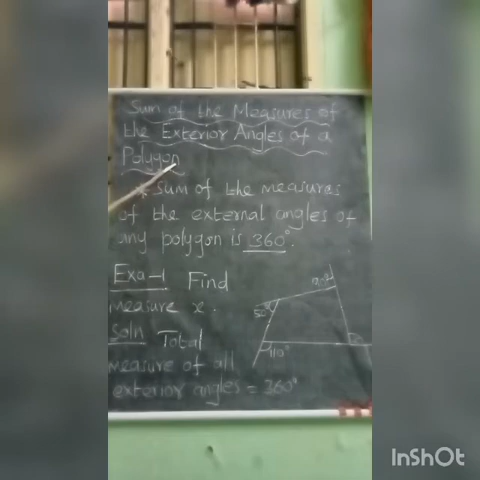 Sum of the Measures of
the Exterior Angles of a
Polygon
* Sum of the measures
of the external angles of
any polygon is 360°.
Exa-1 Find
measure x.
Soln Total
measure of all
exterior angles = 360°
90°
50°
x
110°
InShOt